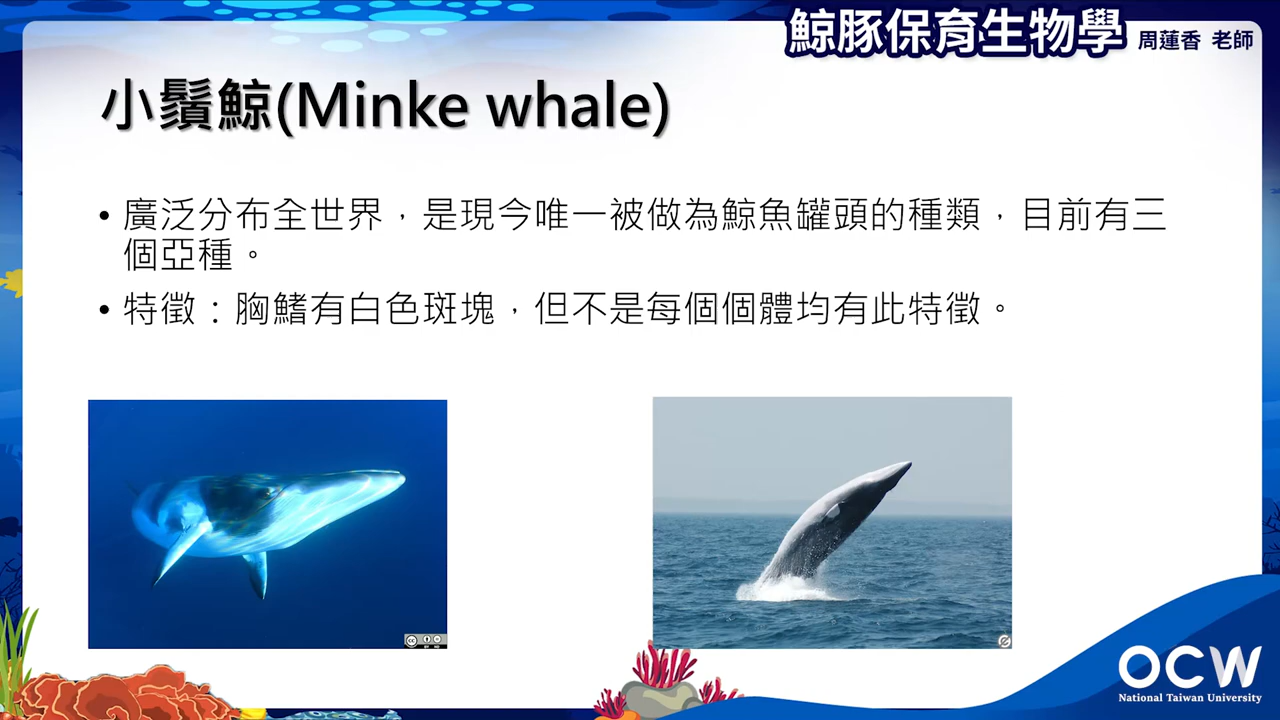 鯨豚保育生物學 周蓮香 老師
小鬚鯨(Minke whale)
• 廣泛分布全世界，是現今唯一被做為鯨魚罐頭的種類，目前有三
個亞種。
• 特徵：胸鰭有白色斑塊，但不是每個個體均有此特徵。
OCW
National Taiwan University